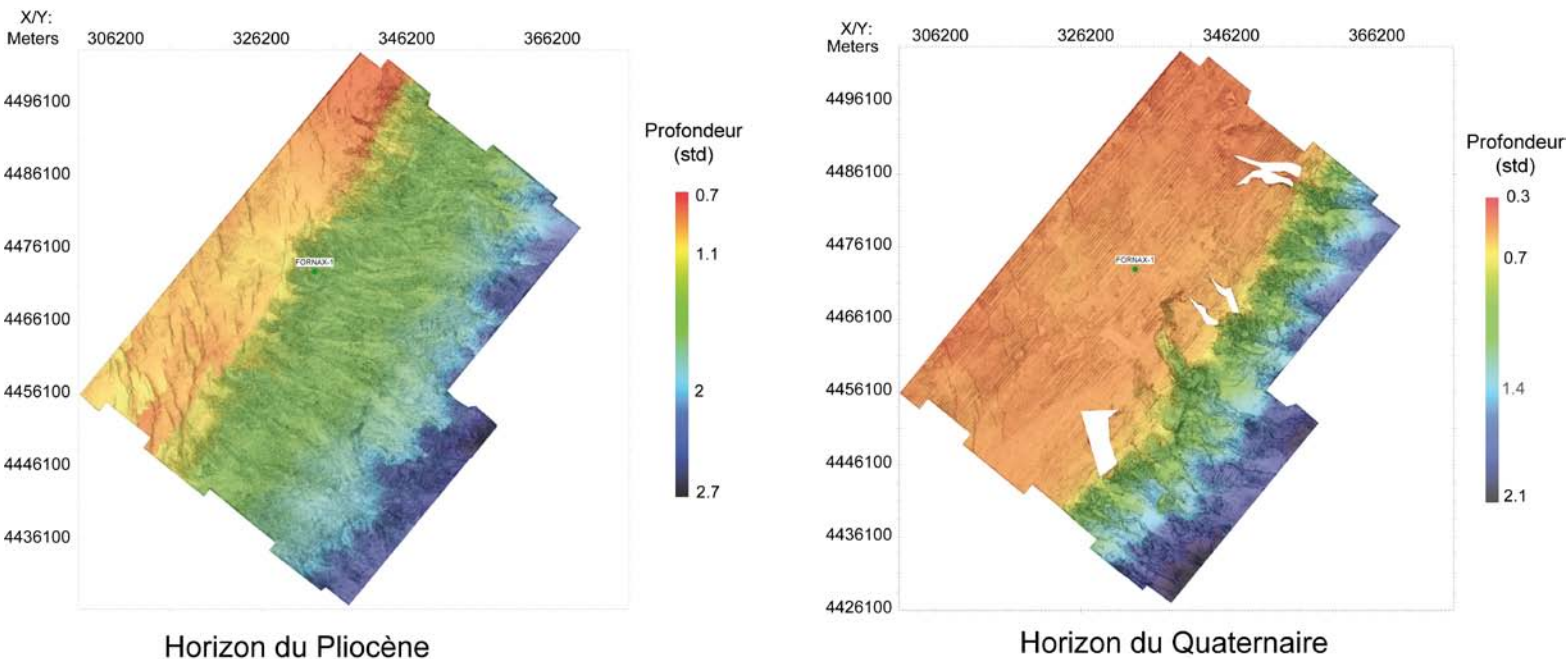 X/Y:
Meters
306200 326200 346200 366200
4496100
4486100
4476100
4466100
4456100
4446100
4436100
FORNAX-1
Profondeur
(std)
0.7
1.1
2
2.7
Horizon du Pliocène
X/Y:
Meters
306200 326200 346200 366200
4496100
4486100
4476100
4466100
4456100
4446100
4436100
4426100
FORNAX-1
Profondeur
(std)
0.3
0.7
1.4
2.1
Horizon du Quaternaire